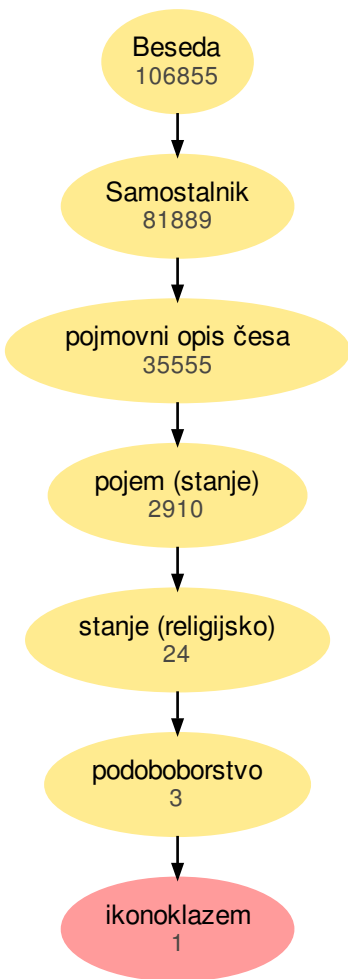 Beseda
106855
Samostalnik
81889
pojmovni opis česa
35555
pojem (stanje)
2910
stanje (religijsko)
24
podoboborstvo
3
ikonoklazem
1